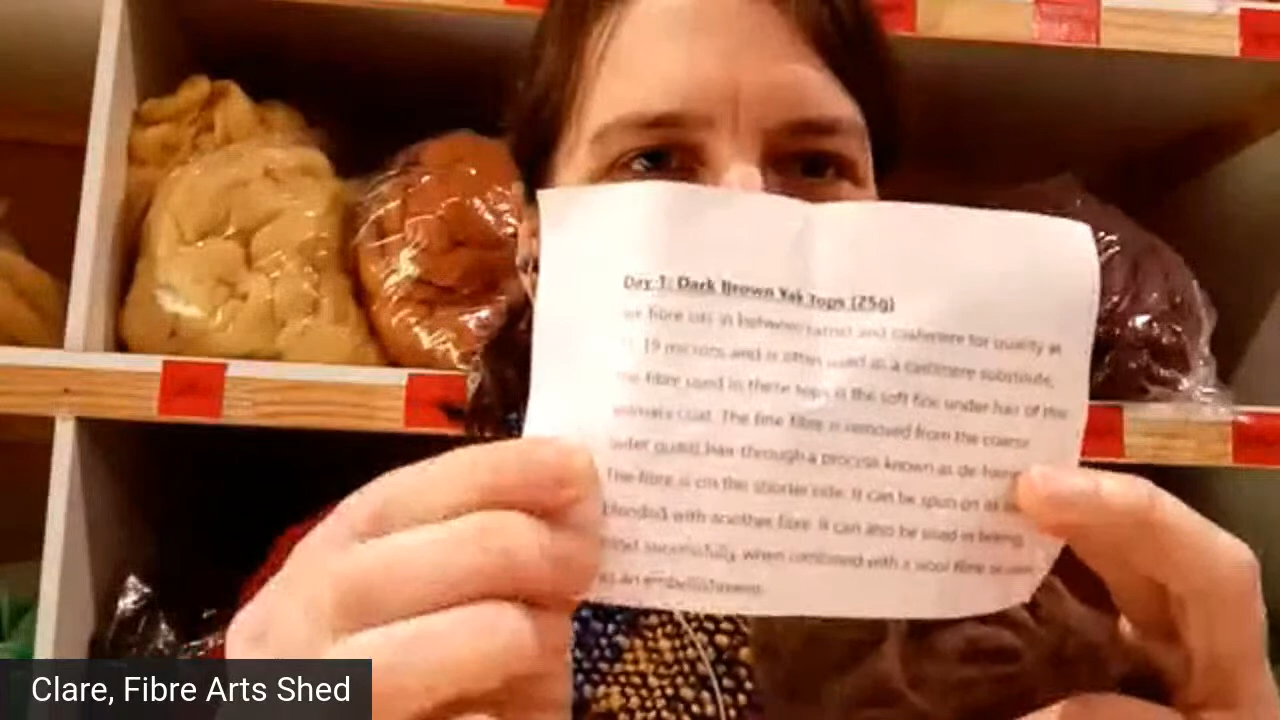 Day 1: Dark Brown Yak Tops (25g)
fibre sits in between camel and cashmere for quality at
19 microns and is often used as a cashmere substitute,
fibre used in these tops is the soft fine under hair of the
animals coat. The fine fibre is removed from the coarse
outer guard hair through a process known as de-hairing
The fibre is on the shorter side. It can be spun on its
blended with another fibre. It can also be used in felting
most successfully when combined with a wool fibre or used
as an embellishment.
Clare, Fibre Arts Shed